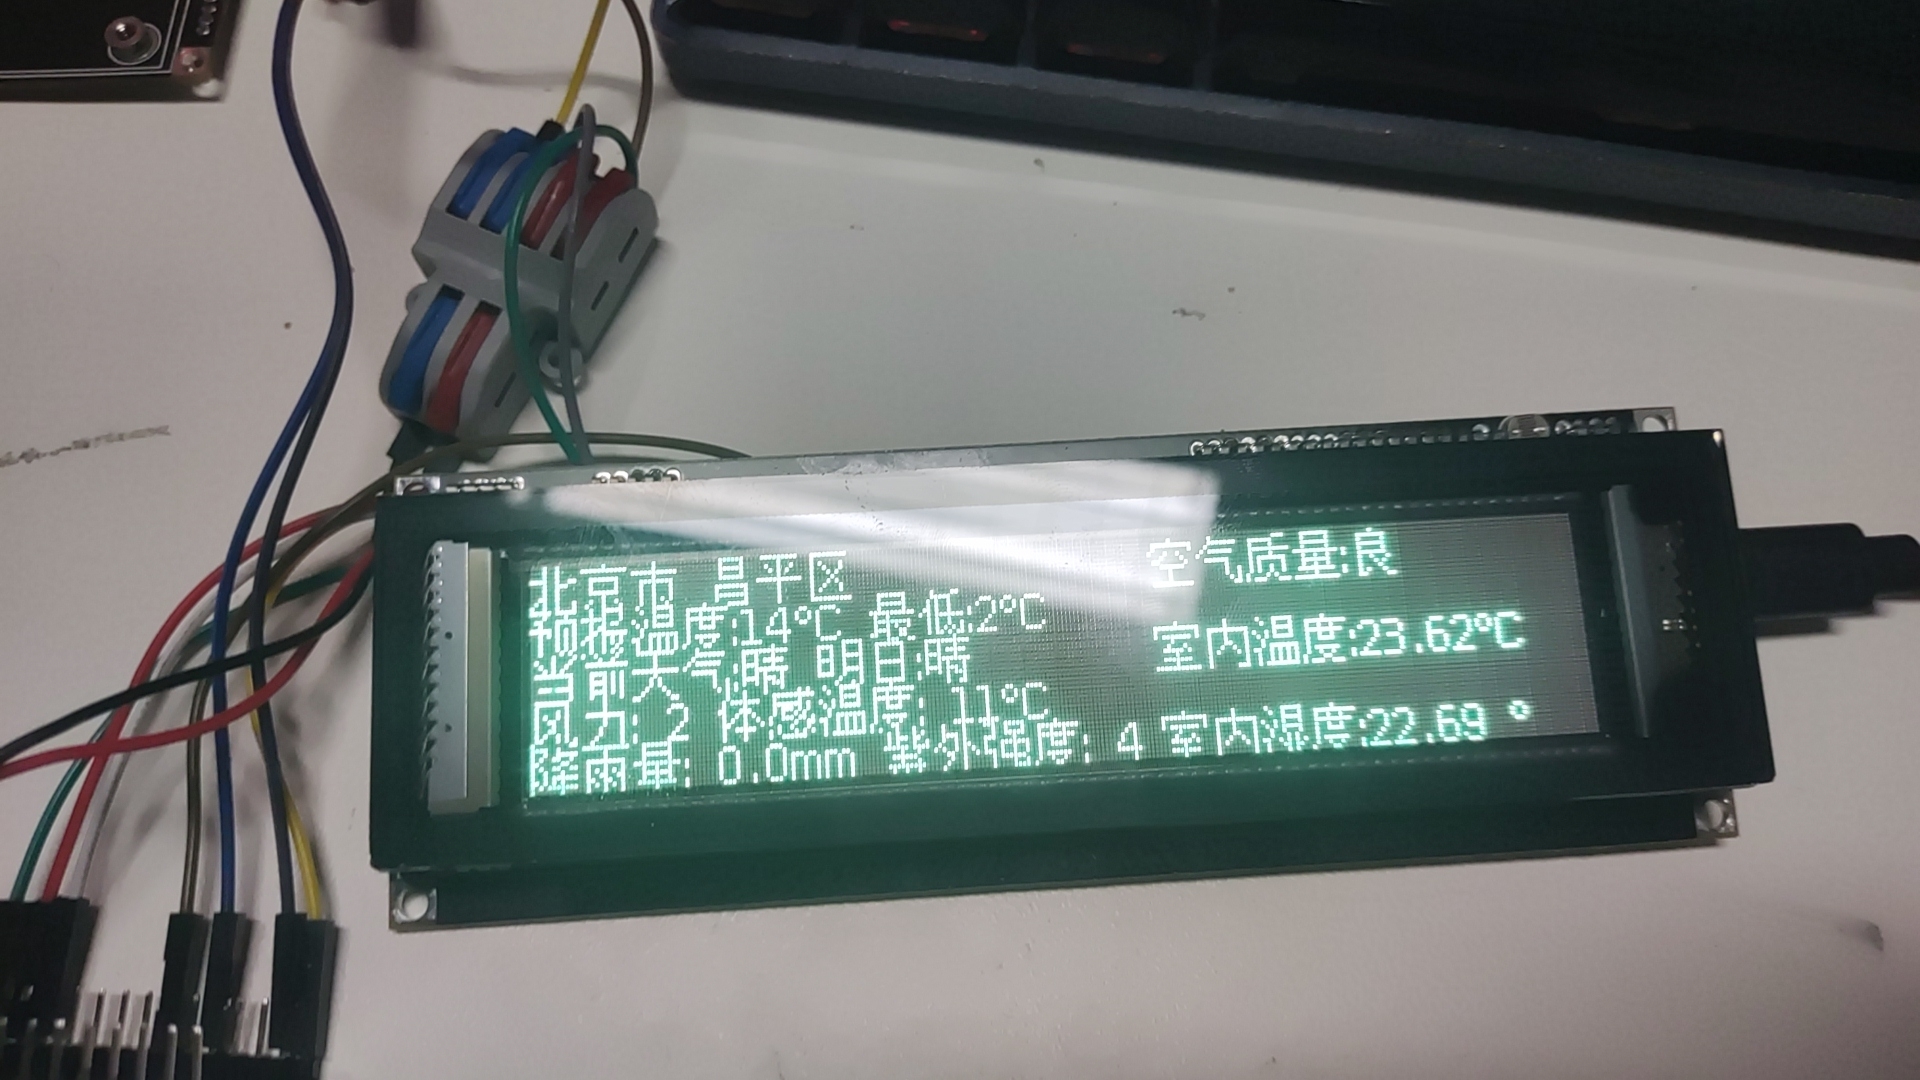 北京市 昌平区
空气质量:良
预报温度:14℃ 最低:2℃
室内温度:23.62℃
当前天气:晴 明日:晴
风力: 2 体感温度: 11℃
室内湿度:22.69 °
降雨量: 0.0mm 紫外强度: 4